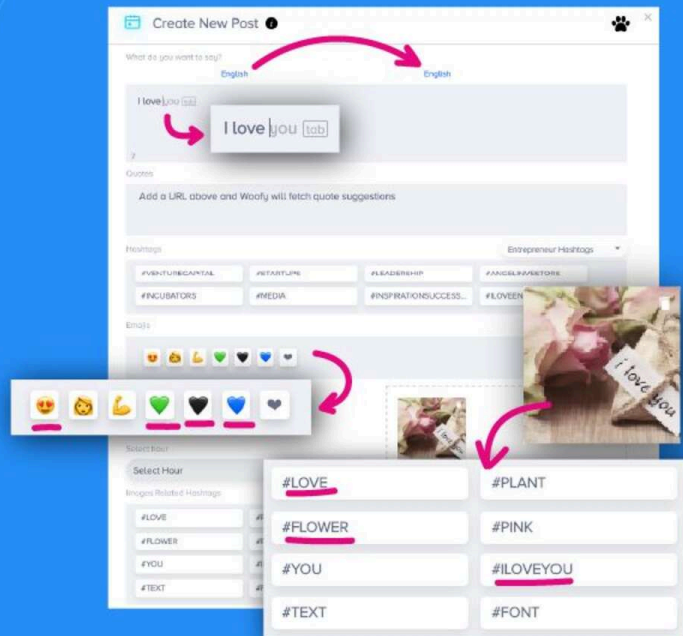 Create New Post
What do you want to say?
English English
I love you tab
I love you tab
7
Quotes
Add a URL above and Woofy will fetch quote suggestions
Hashtags
Entrepreneur Hashtags
#VENTURECAPITAL #STARTUPS #LEADERSHIP #ANGELINVESTORS
#INCUBATORS #MEDIA #INSPIRATIONSUCCESS...
Emojis
i love you
i love you
Select hour
Select Hour
Images Related Hashtags
#LOVE
#FLOWER
#YOU
#TEXT
#LOVE #PLANT
#FLOWER #PINK
#YOU #ILOVEYOU
#TEXT #FONT